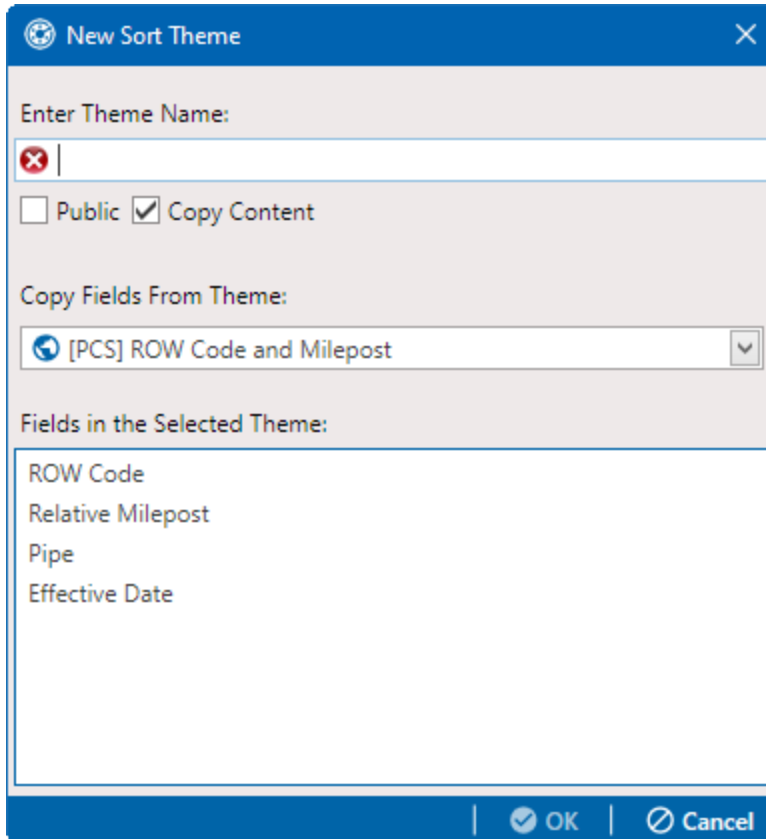 New Sort Theme
Enter Theme Name:
Public Copy Content
Copy Fields From Theme:
[PCS] ROW Code and Milepost
Fields in the Selected Theme:
ROW Code
Relative Milepost
Pipe
Effective Date
OK Cancel